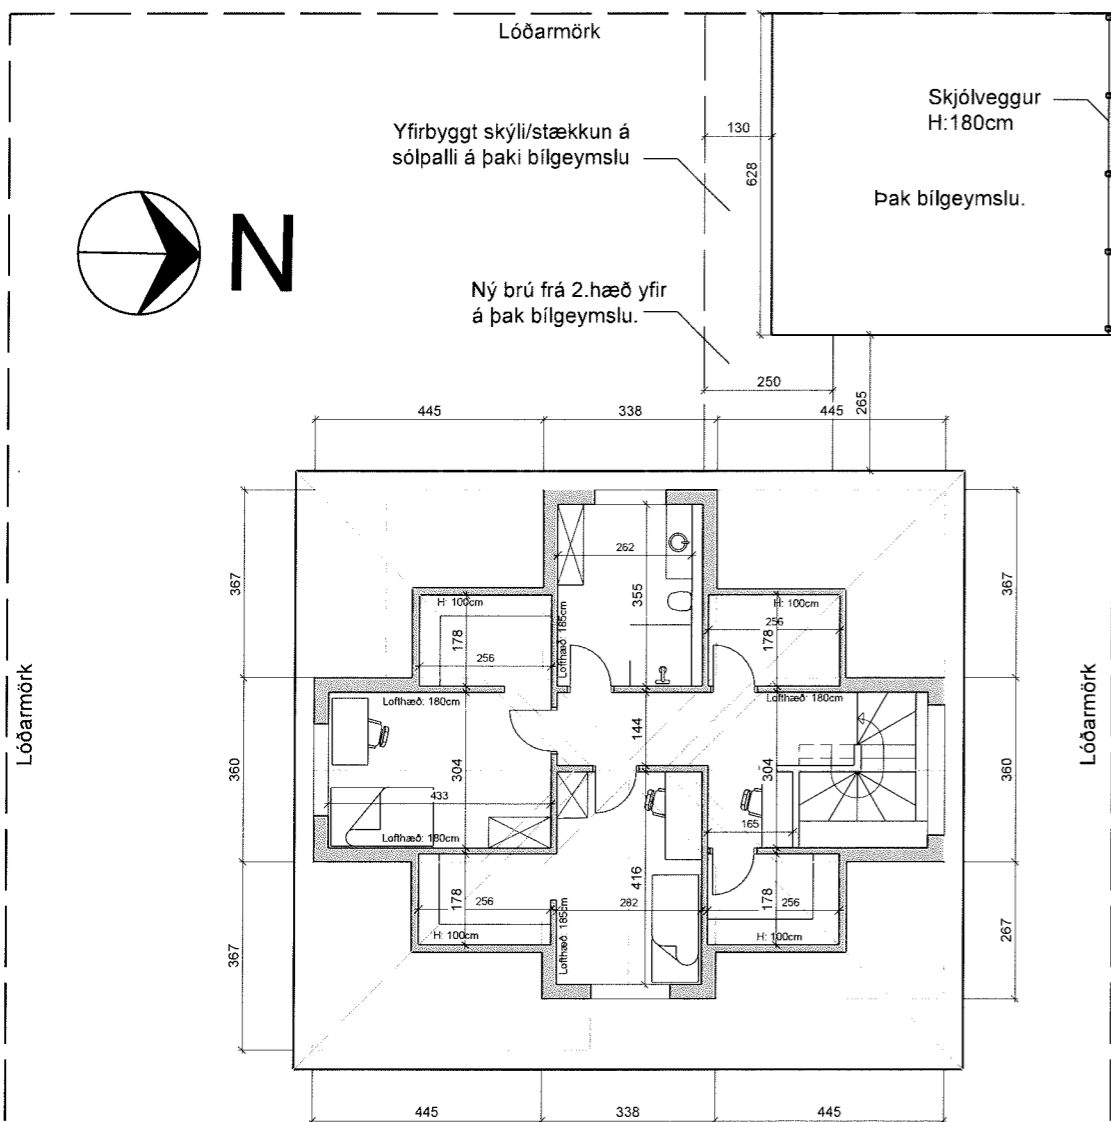 Lóðarmörk
Skjólveggur
H:180cm
Yfirbyggt skýli/stækkun á
sólpalli á þaki bílgeymslu
130
628
Þak bílgeymslu.
N
Ný brú frá 2.hæð yfir
á þak bílgeymslu.
250
265
445
338
445
367
262
355
367
H: 100cm
178
256
Lofthæð: 185cm
H: 100cm
256
178
Lóðarmörk
Lóðarmörk
Lofthæð: 180cm
Lofthæð: 180cm
144
360
304
433
304
360
165
Lofthæð: 180cm
416
178
256
282
178
256
H: 100cm
Lofthæð: 185cm
H: 100cm
367
267
445
338
445